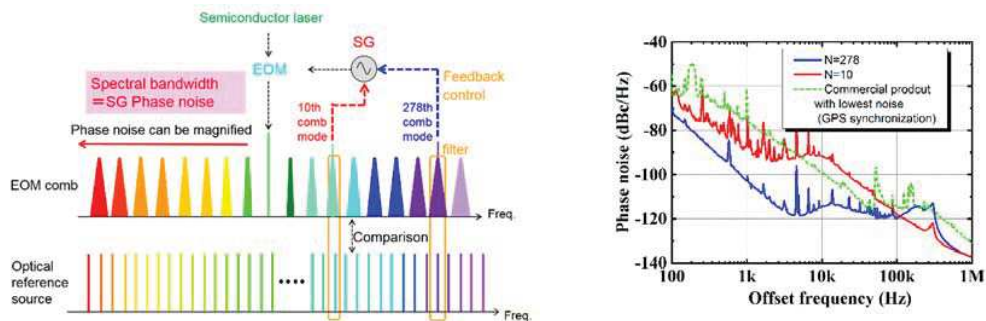 Semiconductor laser
SG
EOM
Spectral bandwidth
=SG Phase noise
Feedback
control
10th
comb
mode
278th
comb
mode
Phase noise can be magnified
filter
EOM comb
Freq.
Comparison
Optical
reference
source
Freq.
Phase noise (dBc/Hz)
-40
-60
-80
-100
-120
-140
N=278
N=10
Commercial prodcut
with lowest noise
(GPS synchronization)
100
1k
10k
100k
1M
Offset frequency (Hz)